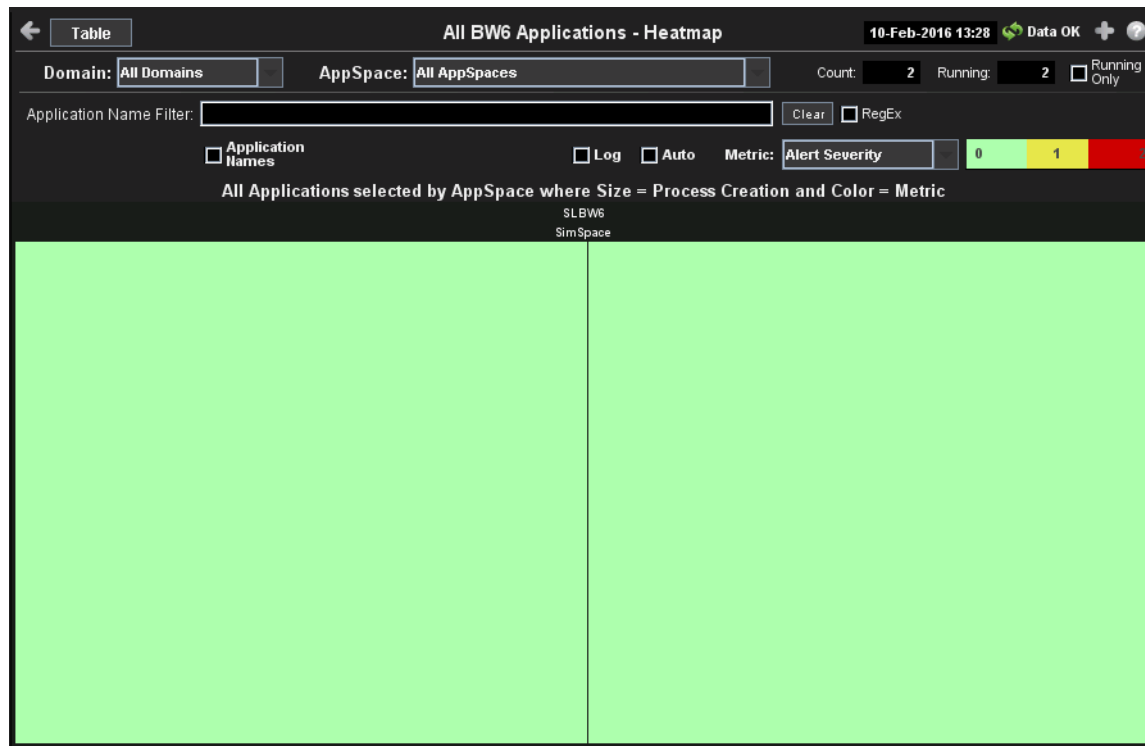 Table
All BW6 Applications - Heatmap
10-Feb-2016 13:28
Data OK
?
Domain: All Domains
AppSpace: All AppSpaces
Count: 2
Running: 2
Running
Only
Application Name Filter:
Clear
RegEx
Application
Names
Log
Auto
Metric: Alert Severity
0
1
All Applications selected by AppSpace where Size = Process Creation and Color = Metric
SLBW6
SimSpace